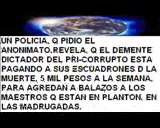 UN POLICIA, Q PIDIO EL
ANONIMATO,REVELA, Q EL DEMENTE
DICTADOR DEL PRI-CORRUPTO ESTA
PAGANDO A SUS ESCUADRONES D
LA MUERTE, 5 MIL PESOS A LA SEMANA.
PARA AGREDAN A BALAZOS A LOS
MAESTROS Q ESTAN EN PLANTON, EN
LAS MADRUGADAS.